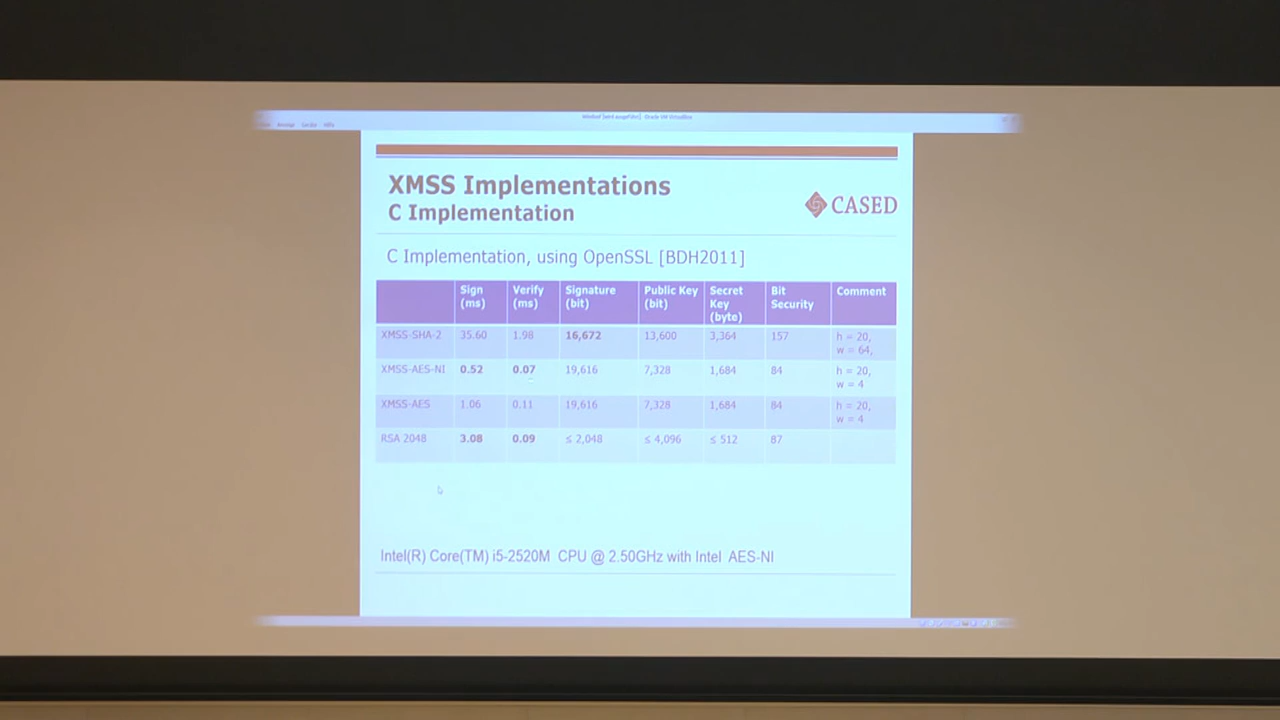 XMSS Implementations
C Implementation
CASED
C Implementation, using OpenSSL [BDH2011]
Sign (ms) Verify (ms) Signature (bit) Public Key (bit) Secret Key (byte) Bit Security Comment
XMSS-SHA-2 35.60 1.98 16,672 13,600 3,364 157 h = 20, w = 64,
XMSS-AES-NI 0.52 0.07 19,616 7,328 1,684 84 h = 20, w = 4
XMSS-AES 1.06 0.11 19,616 7,328 1,684 84 h = 20, w = 4
RSA 2048 3.08 0.09 ≤ 2,048 ≤ 4,096 ≤ 512 87
Intel(R) Core(TM) i5-2520M CPU @ 2.50GHz with Intel AES-NI